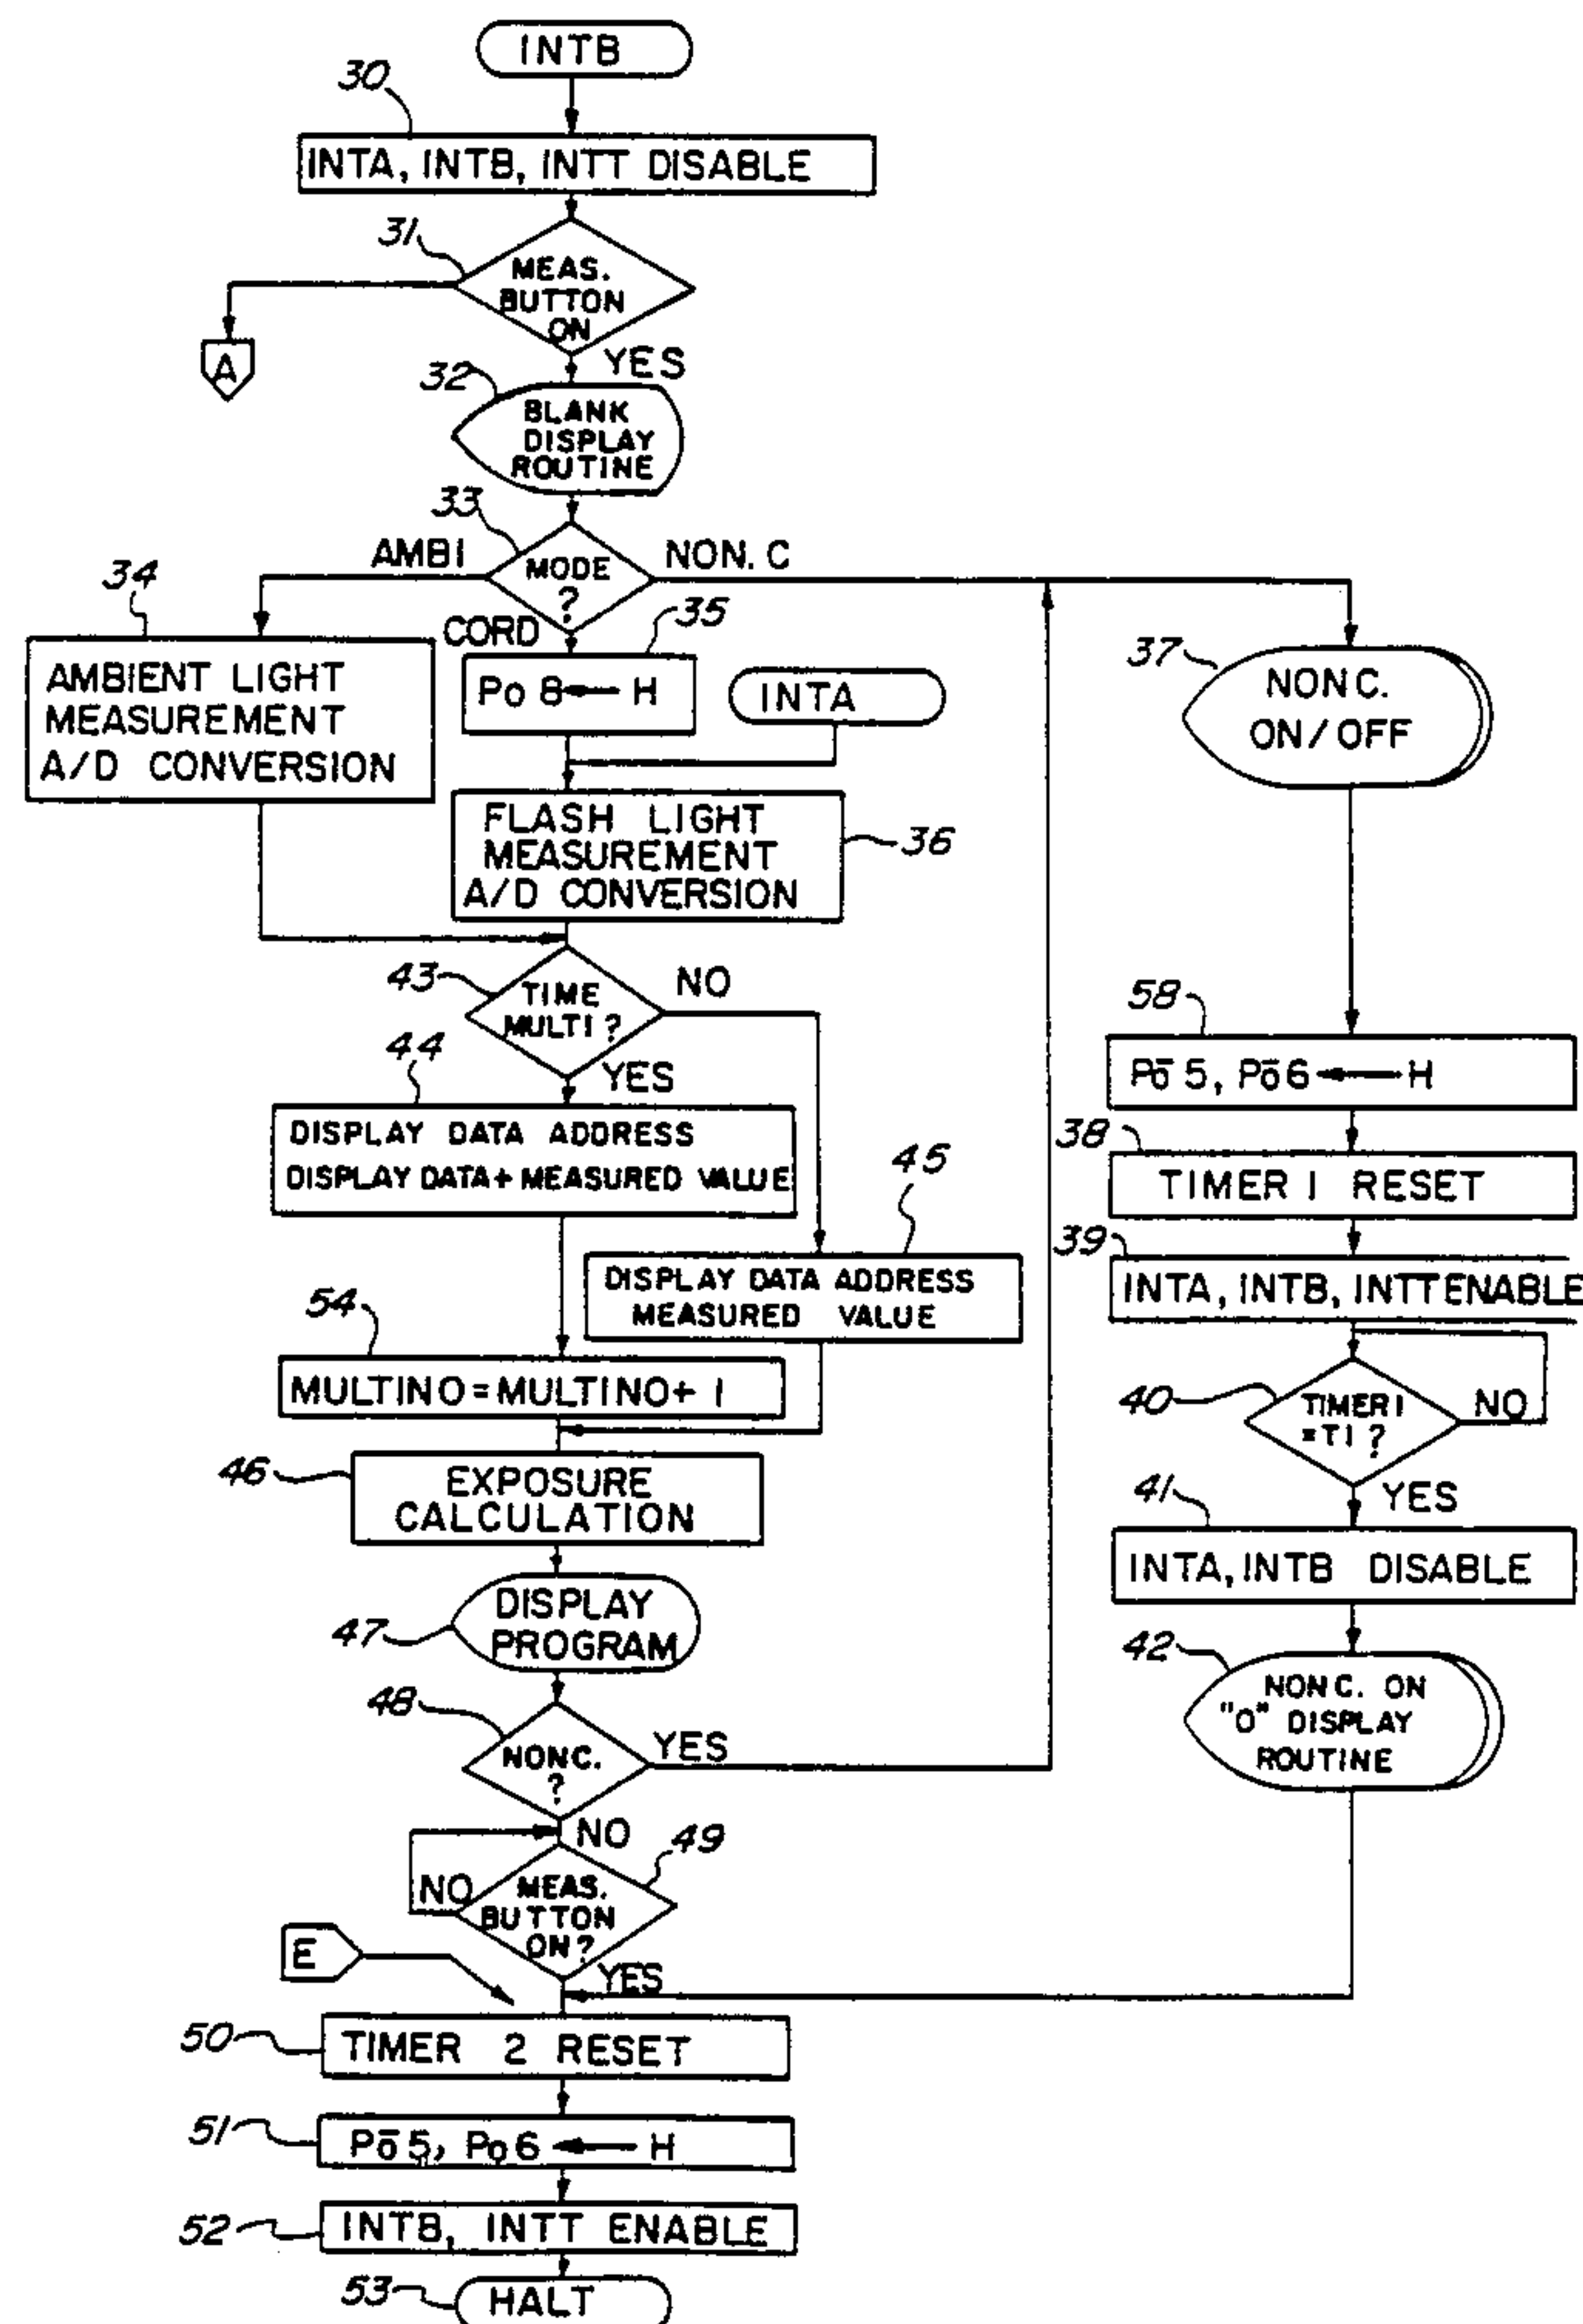 INTB
30
INTA, INTB, INTT DISABLE
31
MEAS.
BUTTON
ON
A
YES
32
BLANK
DISPLAY
ROUTINE
33
AMBI
MODE
?
NON. C
CORD
34
AMBIENT LIGHT
MEASUREMENT
A/D CONVERSION
35
Po 8 ← H
INTA
37
NON C.
ON/OFF
FLASH LIGHT
MEASUREMENT
A/D CONVERSION
36
43
TIME
MULTI?
NO
YES
44
DISPLAY DATA ADDRESS
DISPLAY DATA + MEASURED VALUE
45
DISPLAY DATA ADDRESS
MEASURED VALUE
54
MULTINO = MULTINO + 1
46
EXPOSURE
CALCULATION
47
DISPLAY
PROGRAM
48
NONC.
?
YES
NO
49
NO
MEAS.
BUTTON
ON?
YES
E
58
Pō 5, Pō 6 ← H
38
TIMER 1 RESET
39
INTA, INTB, INTT ENABLE
40
TIMER 1
= T1 ?
NO
YES
41
INTA, INTB DISABLE
42
NON C. ON
"O" DISPLAY
ROUTINE
50
TIMER 2 RESET
51
Pō 5, Po 6 ← H
52
INTB, INTT ENABLE
53
HALT